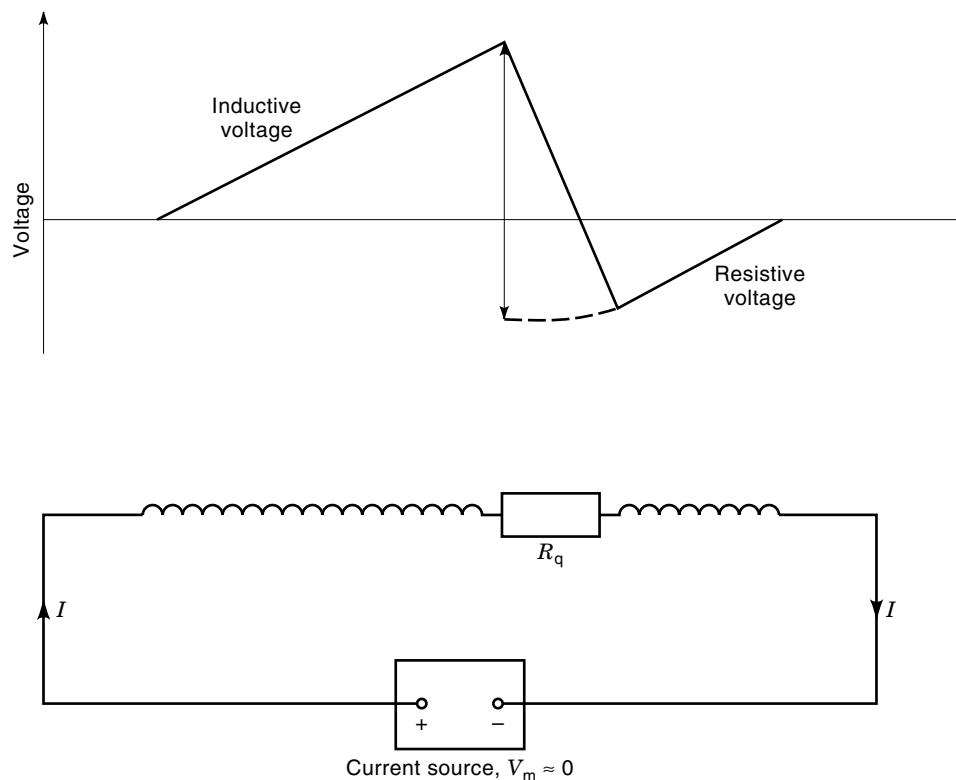 Voltage
Inductive
voltage
Resistive
voltage
R_q
I
I
+
−
Current source, V_m ≈ 0